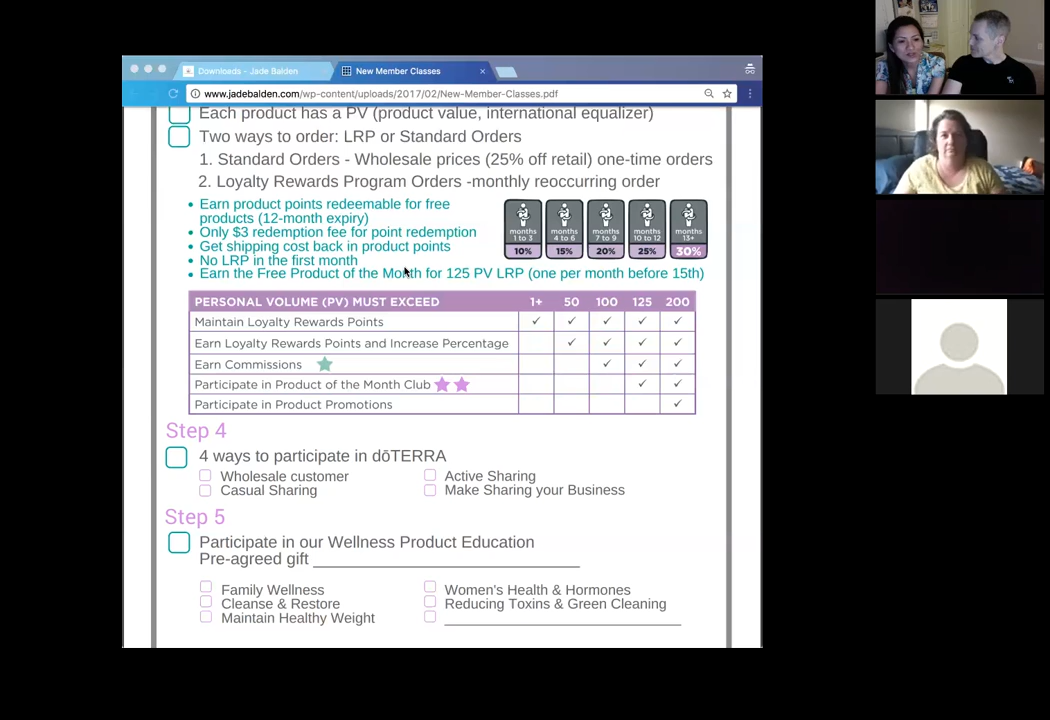 Downloads - Jade Balden
New Member Classes
www.jadebalden.com/wp-content/uploads/2017/02/New-Member-Classes.pdf
Each product has a PV (product value, international equalizer)
Two ways to order: LRP or Standard Orders
1. Standard Orders - Wholesale prices (25% off retail) one-time orders
2. Loyalty Rewards Program Orders -monthly reoccurring order
• Earn product points redeemable for free
products (12-month expiry)
• Only $3 redemption fee for point redemption
• Get shipping cost back in product points
• No LRP in the first month
• Earn the Free Product of the Month for 125 PV LRP (one per month before 15th)
months 1 to 3 10%
months 4 to 6 15%
months 7 to 9 20%
months 10 to 12 25%
months 13+ 30%
PERSONAL VOLUME (PV) MUST EXCEED 1+ 50 100 125 200
Maintain Loyalty Rewards Points ✓ ✓ ✓ ✓ ✓
Earn Loyalty Rewards Points and Increase Percentage ✓ ✓ ✓ ✓
Earn Commissions ✓ ✓ ✓
Participate in Product of the Month Club ✓ ✓
Participate in Product Promotions ✓
Step 4
4 ways to participate in dōTERRA
Wholesale customer
Casual Sharing
Active Sharing
Make Sharing your Business
Step 5
Participate in our Wellness Product Education
Pre-agreed gift
Family Wellness
Cleanse & Restore
Maintain Healthy Weight
Women's Health & Hormones
Reducing Toxins & Green Cleaning